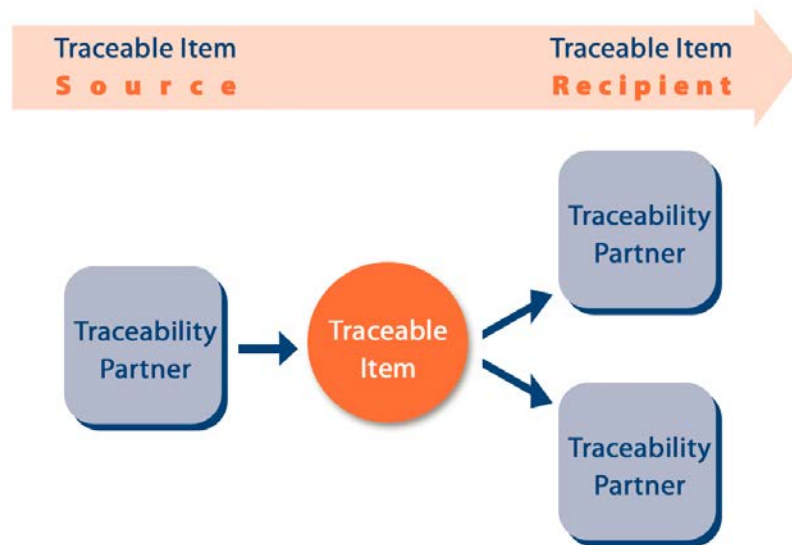 Traceable Item
Source
Traceable Item
Recipient
Traceability
Partner
Traceable
Item
Traceability
Partner
Traceability
Partner